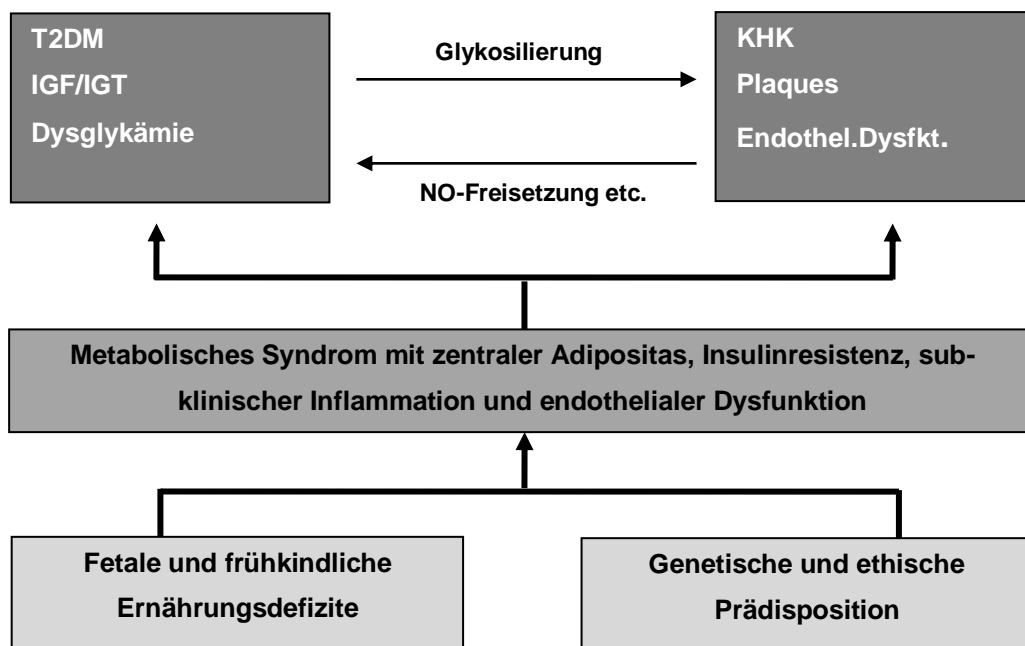 T2DM
IGF/IGT
Dysglykämie
Glykosilierung
NO-Freisetzung etc.
KHK
Plaques
Endothel.Dysfkt.
Metabolisches Syndrom mit zentraler Adipositas, Insulinresistenz, sub-
klinischer Inflammation und endothelialer Dysfunktion
Fetale und frühkindliche
Ernährungsdefizite
Genetische und ethische
Prädisposition